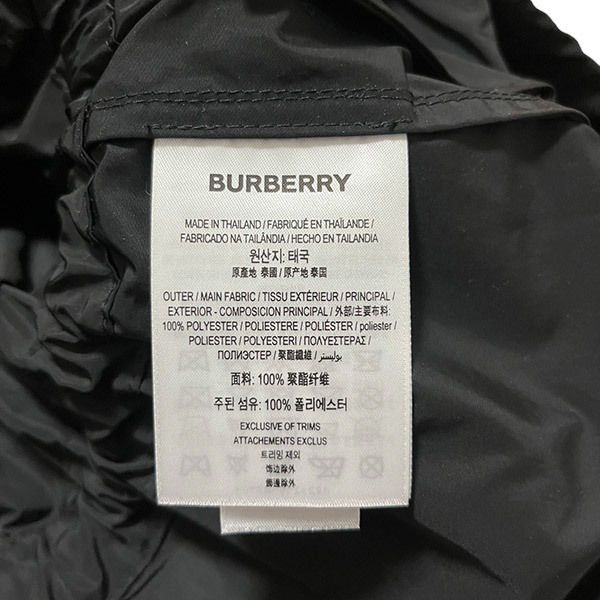 BURBERRY
MADE IN THAILAND / FABRIQUÉ EN THAÏLANDE /
FABRICADO NA TAILÂNDIA / HECHO EN TAILANDIA
원산지: 태국
原產地 泰國 / 原产地 泰国
OUTER / MAIN FABRIC / TISSU EXTÉRIEUR / PRINCIPAL /
EXTERIOR - COMPOSICION PRINCIPAL / 外部/主要布料:
100% POLYESTER / POLIESTERE / POLIÉSTER / poliester /
POLIESTER / POLYESTERI / ΠΟΛΥΕΣΤΕΡΑΣ /
ПОЛИЭСТЕР / 聚酯纖維 / بوليستر
面料: 100% 聚酯纤维
주된 섬유: 100% 폴리에스터
EXCLUSIVE OF TRIMS
ATTACHEMENTS EXCLUS
트리밍 제외
饰边除外
飾邊除外